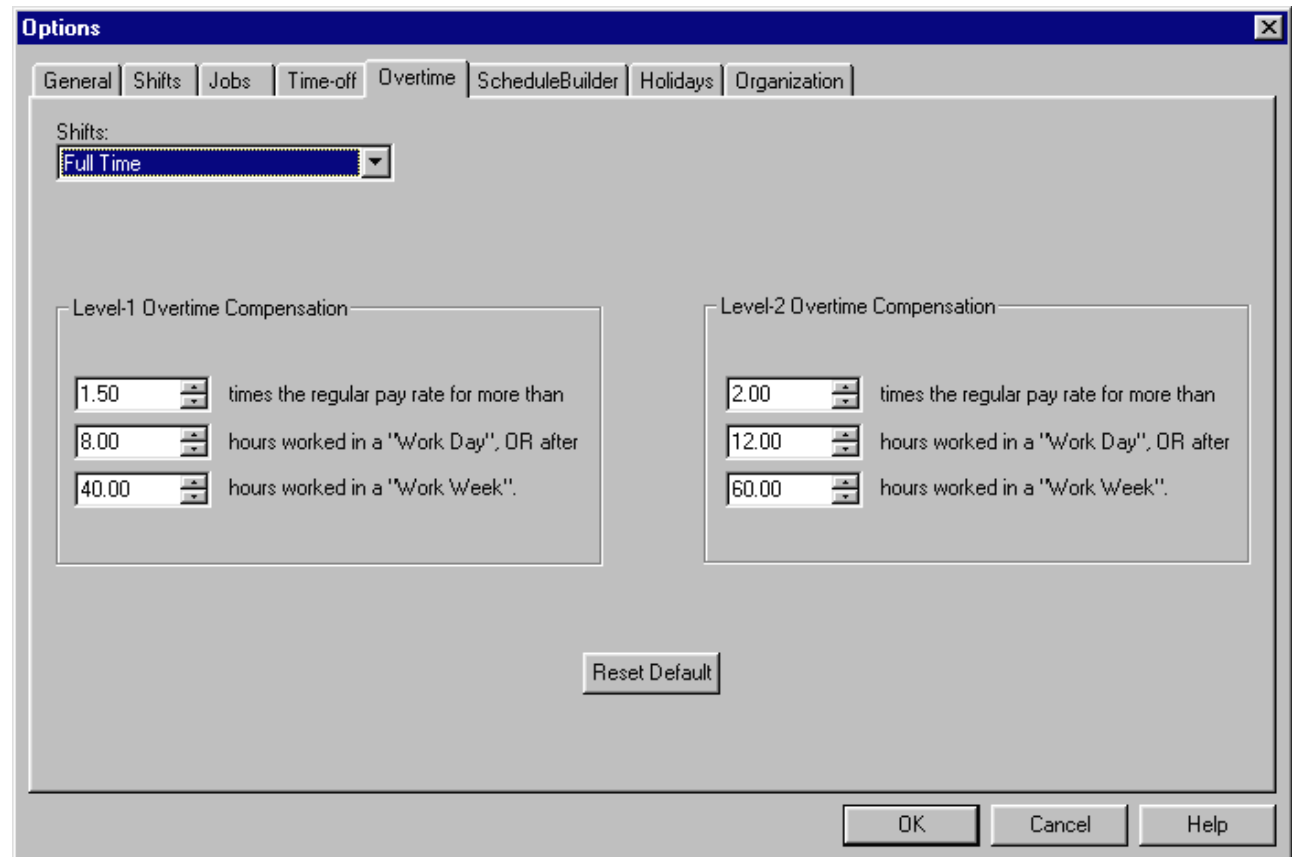 Options
General Shifts Jobs Time-off Overtime ScheduleBuilder Holidays Organization
Shifts:
Full Time
Level-1 Overtime Compensation
1.50 times the regular pay rate for more than
8.00 hours worked in a "Work Day", OR after
40.00 hours worked in a "Work Week".
Level-2 Overtime Compensation
2.00 times the regular pay rate for more than
12.00 hours worked in a "Work Day", OR after
60.00 hours worked in a "Work Week".
Reset Default
OK Cancel Help